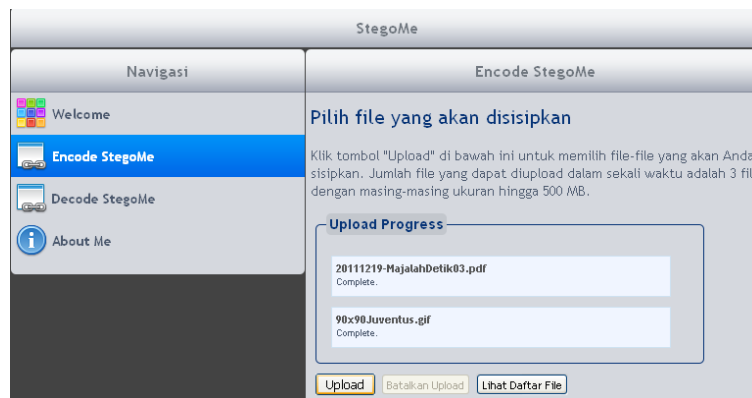 StegoMe
Navigasi
Welcome
Encode StegoMe
Decode StegoMe
About Me
Encode StegoMe
Pilih file yang akan disisipkan
Klik tombol "Upload" di bawah ini untuk memilih file-file yang akan Anda
sisipkan. Jumlah file yang dapat diupload dalam sekali waktu adalah 3 fil
dengan masing-masing ukuran hingga 500 MB.
Upload Progress
20111219-MajalahDetik03.pdf
Complete.
90x90Juventus.gif
Complete.
Upload Batalkan Upload Lihat Daftar File